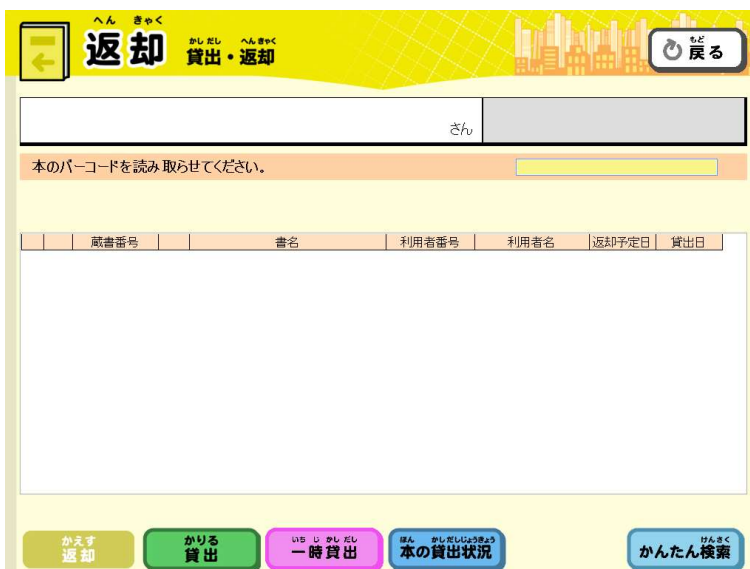 へん きゃく
返却
かし だし へんきゃく
貸出・返却
もど
戻る
さん
本のバーコードを読み取らせてください。
蔵書番号 書名 利用者番号 利用者名 返却予定日 貸出日
かえす
返却
かりる
貸出
いち じ かし だし
一時貸出
ほん かしだしじょうきょう
本の貸出状況
けんさく
かんたん検索